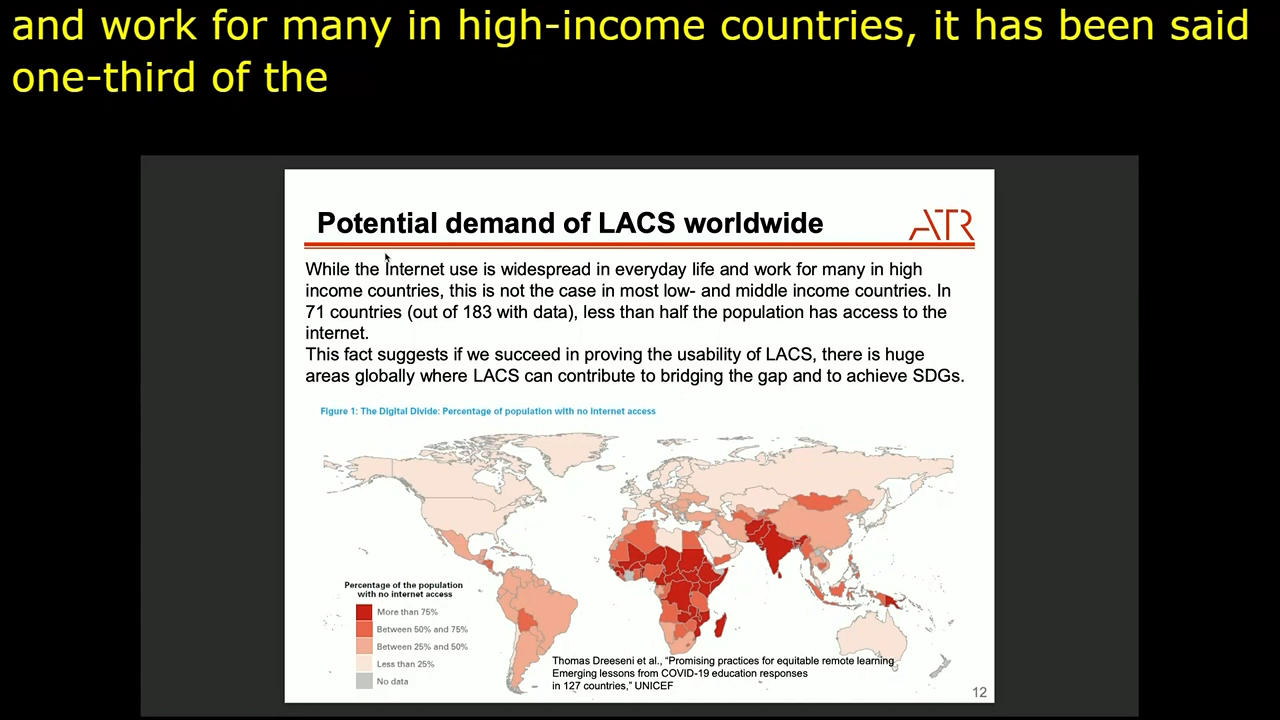 and work for many in high-income countries, it has been said
one-third of the
Potential demand of LACS worldwide
ATR
While the Internet use is widespread in everyday life and work for many in high
income countries, this is not the case in most low- and middle income countries. In
71 countries (out of 183 with data), less than half the population has access to the
internet.
This fact suggests if we succeed in proving the usability of LACS, there is huge
areas globally where LACS can contribute to bridging the gap and to achieve SDGs.
Figure 1: The Digital Divide: Percentage of population with no internet access
Percentage of the population
with no internet access
More than 75%
Between 50% and 75%
Between 25% and 50%
Less than 25%
No data
Thomas Dreeseni et al., “Promising practices for equitable remote learning
Emerging lessons from COVID-19 education responses
in 127 countries,” UNICEF
12